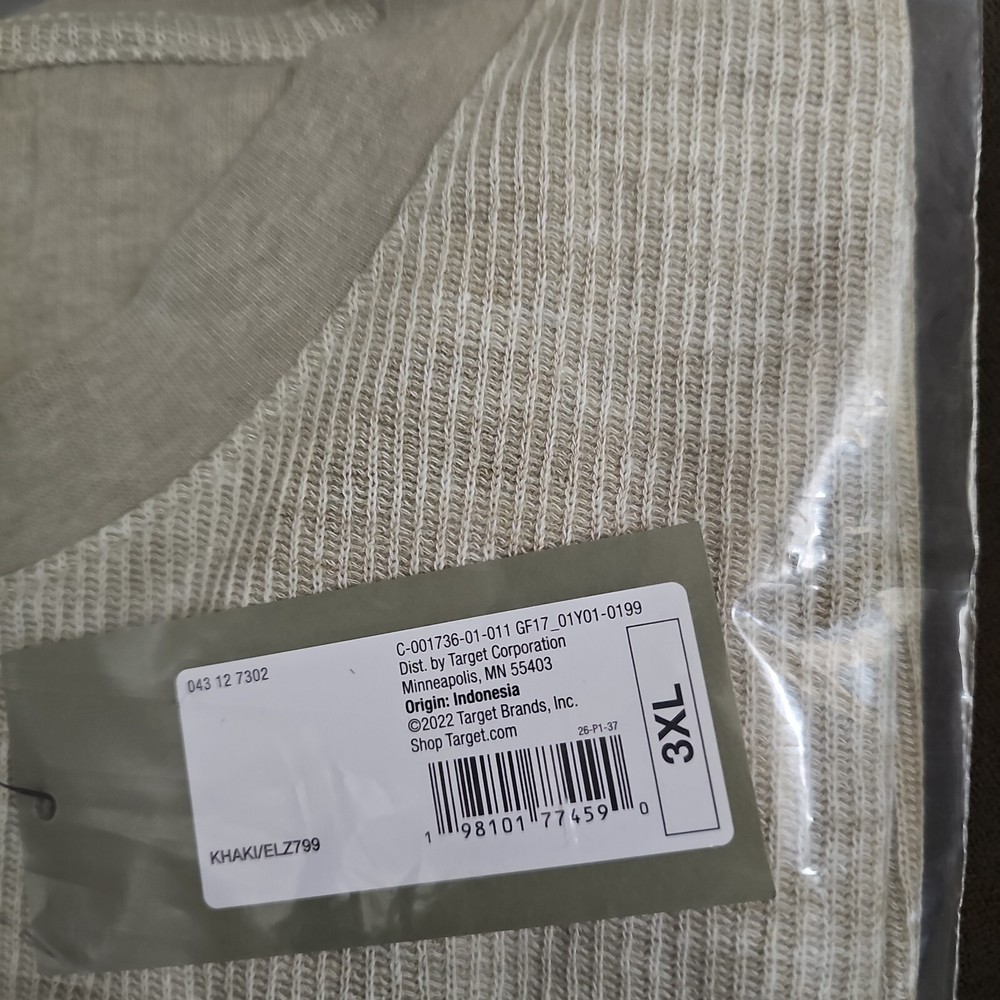 043 12 7302
C-001736-01-011 GF17_01Y01-0199
Dist. by Target Corporation
Minneapolis, MN 55403
Origin: Indonesia
©2022 Target Brands, Inc.
Shop Target.com
26-P1-37
1 98101 77459 0
KHAKI/ELZ799
3XL